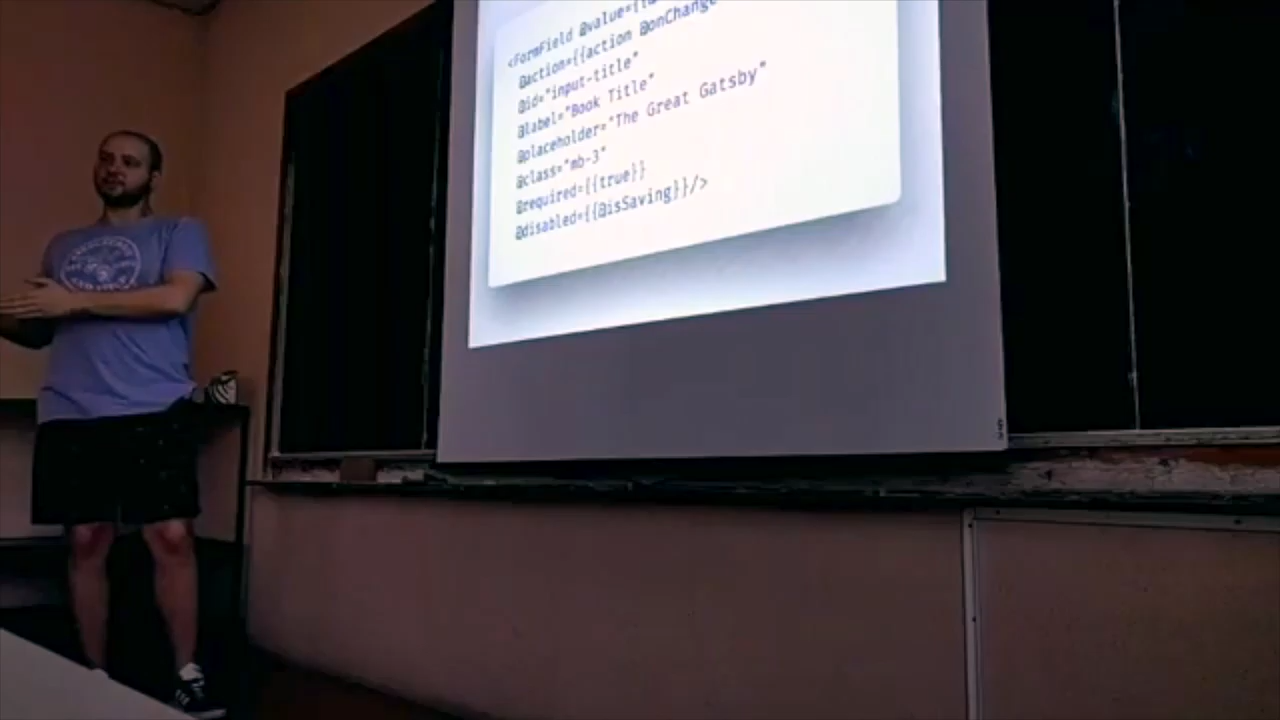 <FormField @value={{
@action={{action @onChange
@id="input-title"
@label="Book Title"
@placeholder="The Great Gatsby"
@class="mb-3"
@required={{true}}
@disabled={{@isSaving}}/>